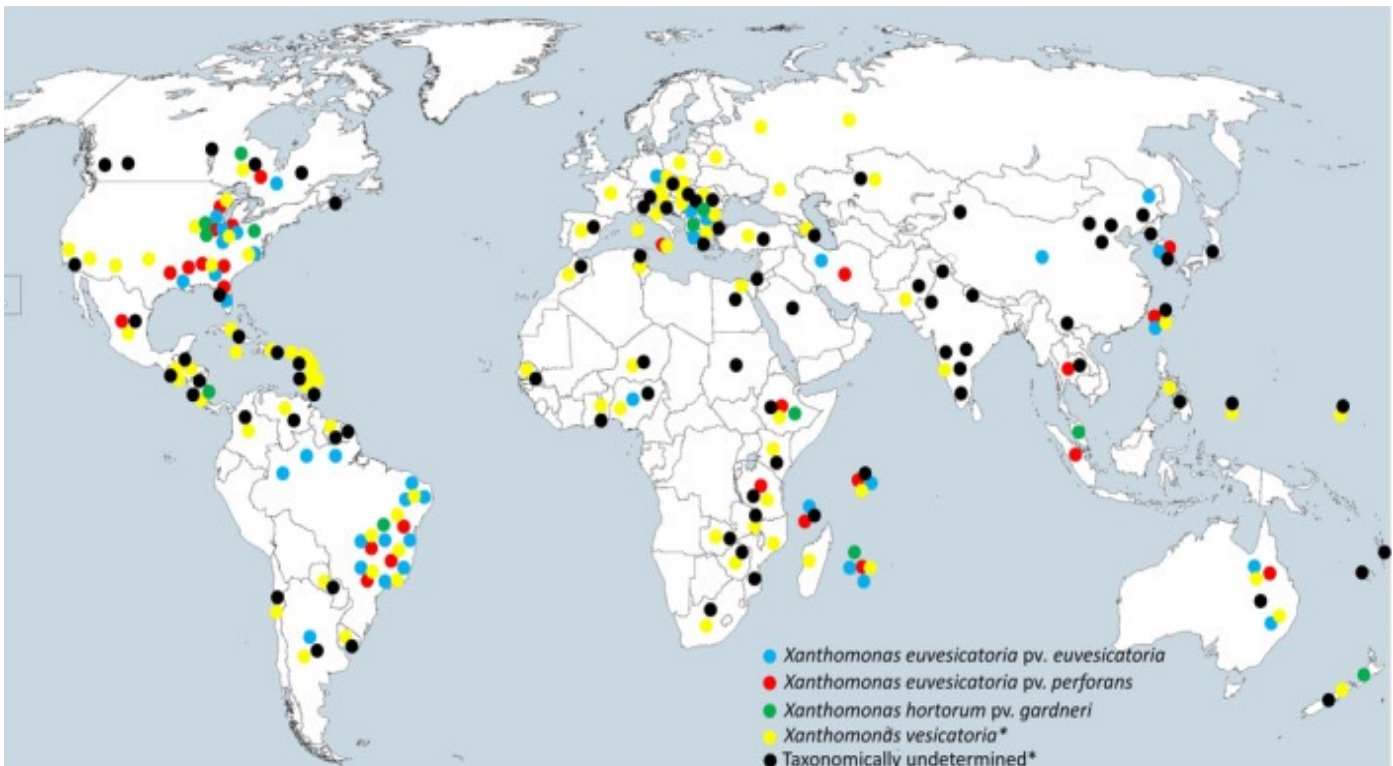 Xanthomonas euvesicatoria pv. euvesicatoria
Xanthomonas euvesicatoria pv. perforans
Xanthomonas hortorum pv. gardneri
Xanthomonas vesicatoria*
Taxonomically undetermined*